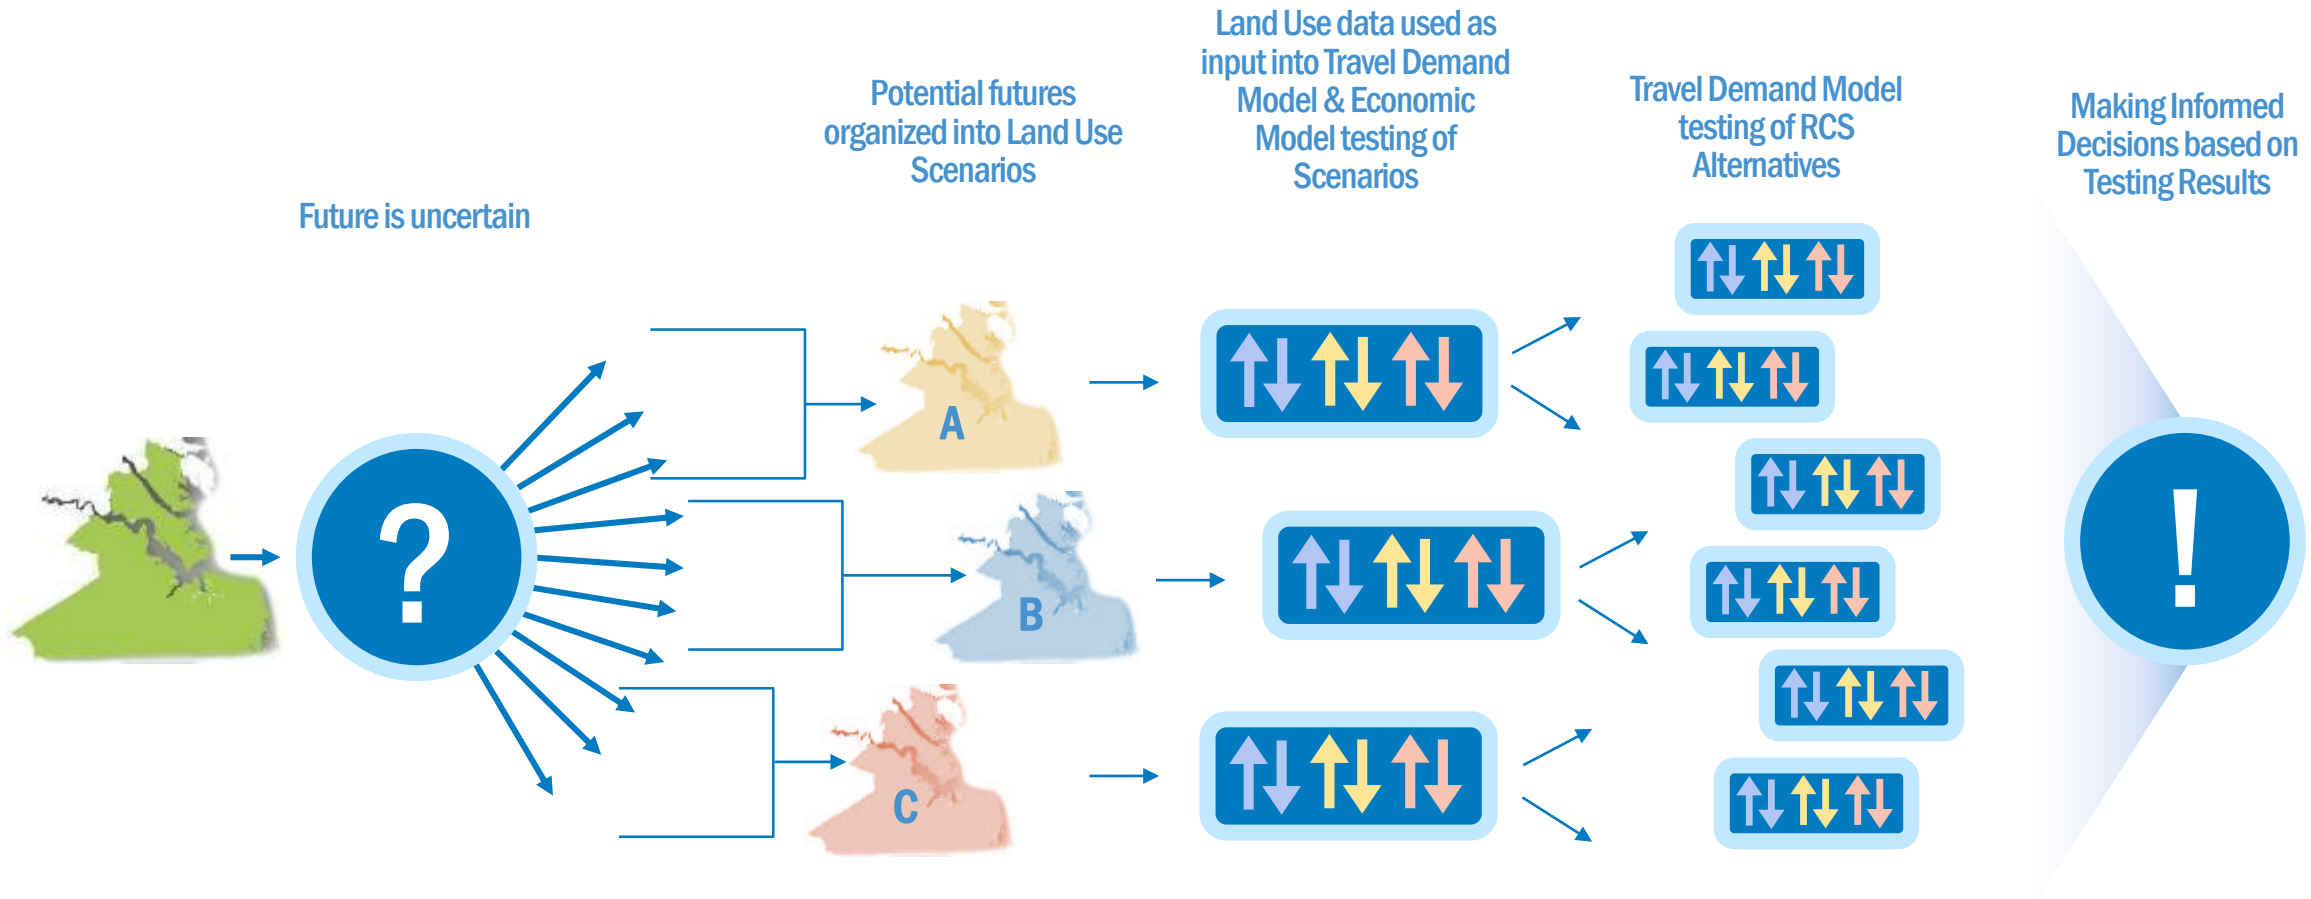 Future is uncertain
Potential futures
organized into Land Use
Scenarios
Land Use data used as
input into Travel Demand
Model & Economic
Model testing of
Scenarios
Travel Demand Model
testing of RCS
Alternatives
Making Informed
Decisions based on
Testing Results
?
A
B
C
!